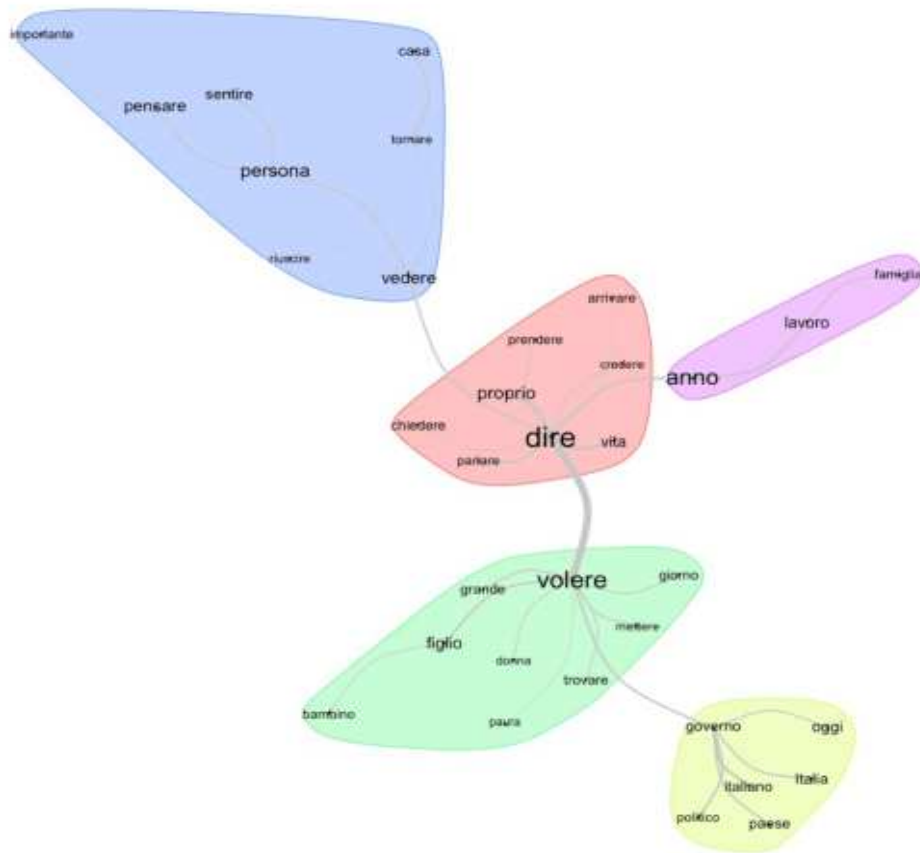 importante
casa
sentire
pensare
tornare
persona
riuscire
vedere
famiglia
arrivare
lavoro
prendere
credere
anno
proprio
chiedere
dire
vita
parlare
volere
giorno
grande
mettere
figlio
donna
trovare
bambino
paura
governo
oggi
Italia
italiano
politico
paese